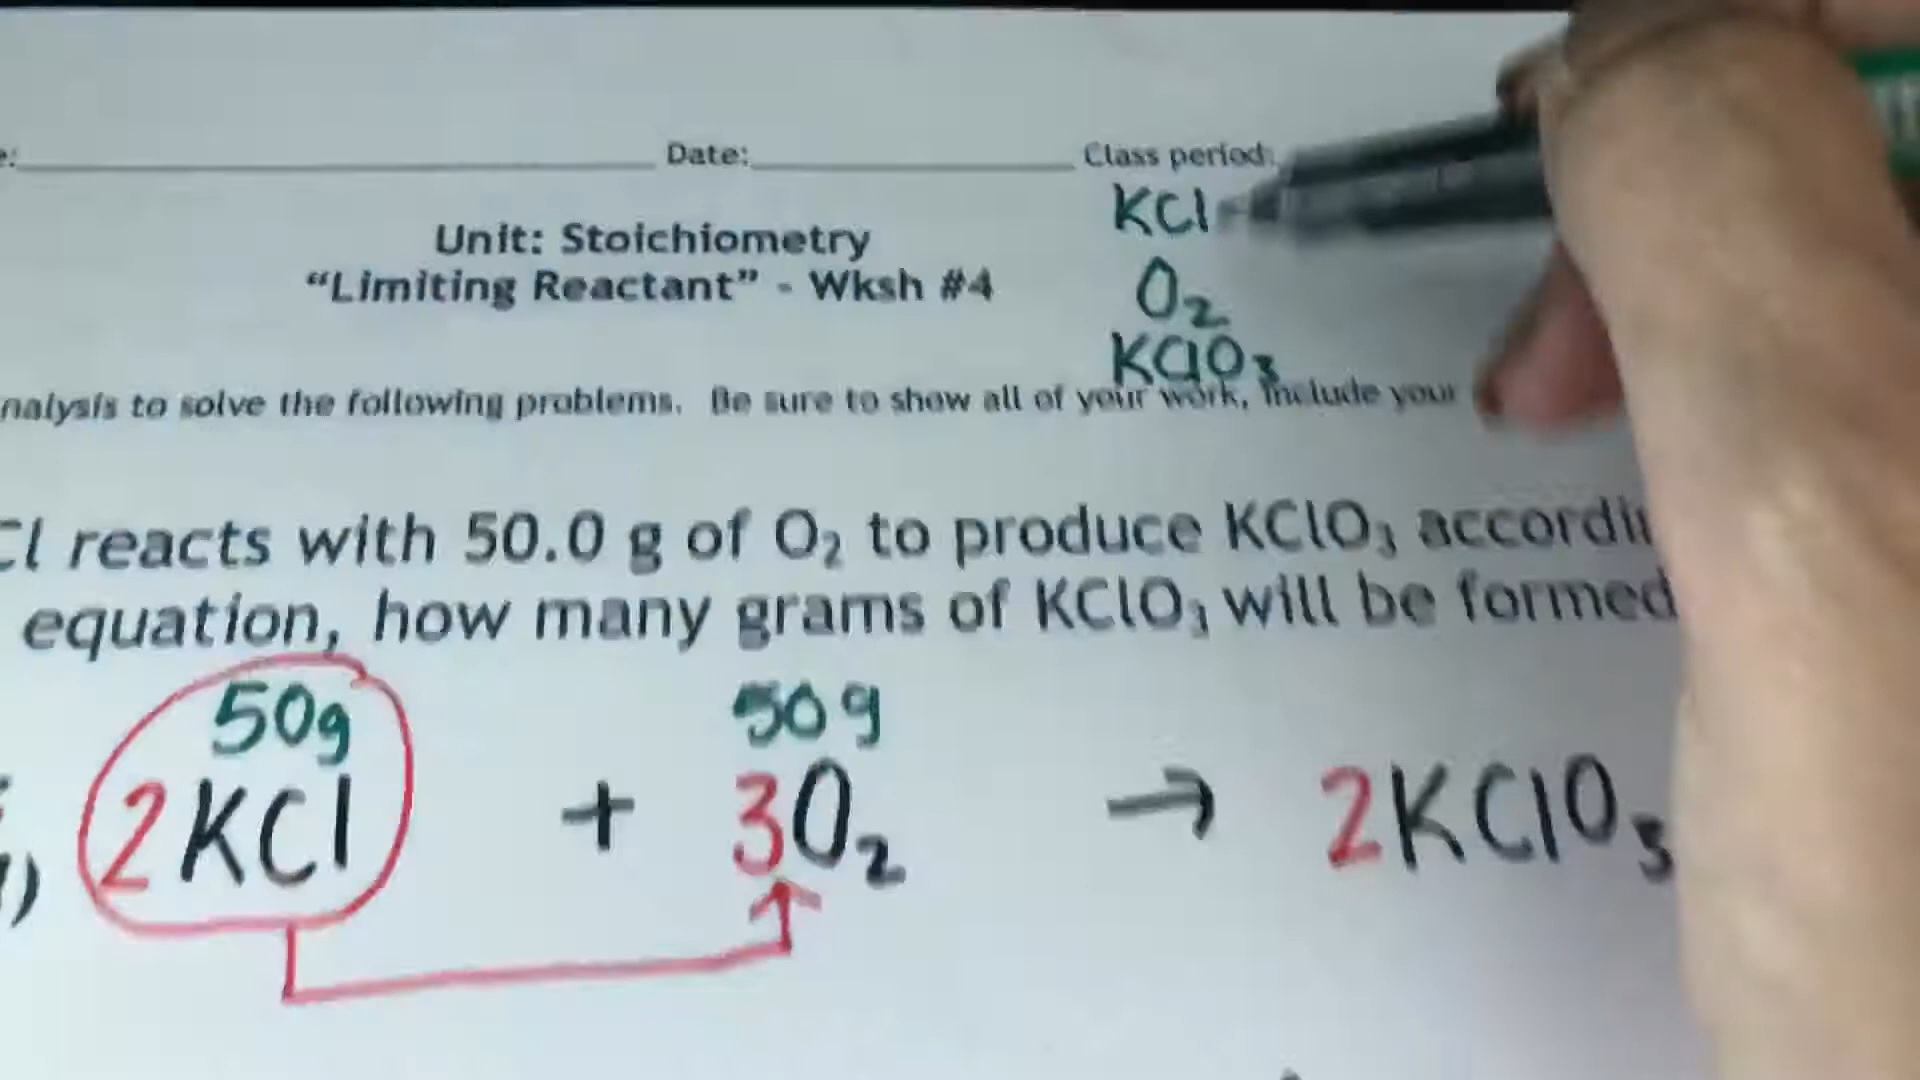 Date: Class period:
KCl
Unit: Stoichiometry
O₂
“Limiting Reactant” - Wksh #4
KClO₃
nalysis to solve the following problems. Be sure to show all of your work, include your
Cl reacts with 50.0 g of O₂ to produce KClO₃ accordi
equation, how many grams of KClO₃ will be formed
50g 50g
2KCl + 3O₂ → 2KClO₃